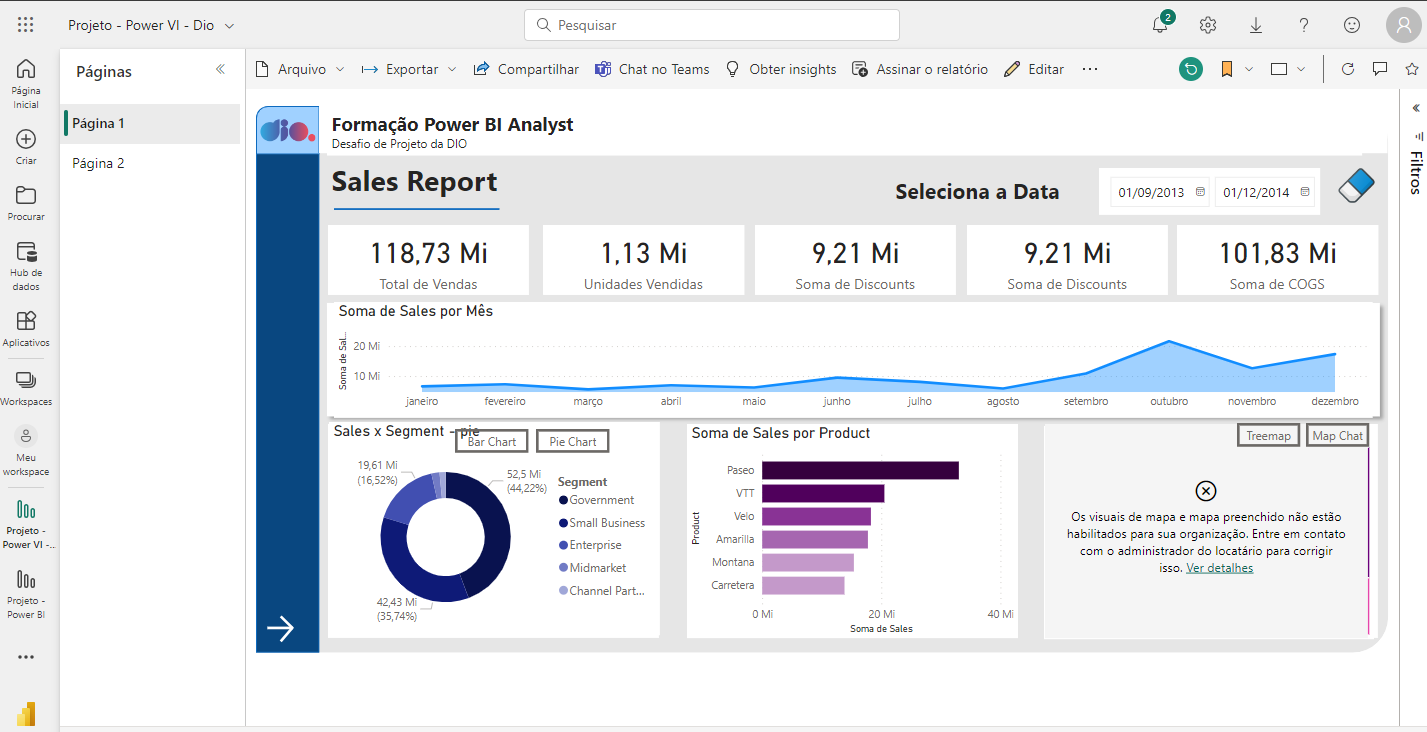 Projeto - Power VI - Dio
Pesquisar
2
Página
Inicial
Criar
Procurar
Hub de
dados
Aplicativos
Workspaces
Meu
workspace
Projeto -
Power VI -...
Projeto -
Power BI
Páginas
Página 1
Página 2
Arquivo
Exportar
Compartilhar
Chat no Teams
Obter insights
Assinar o relatório
Editar
Filtros
dio.
Formação Power BI Analyst
Desafio de Projeto da DIO
Sales Report
Seleciona a Data
01/09/2013
01/12/2014
118,73 Mi
Total de Vendas
1,13 Mi
Unidades Vendidas
9,21 Mi
Soma de Discounts
9,21 Mi
Soma de Discounts
101,83 Mi
Soma de COGS
Soma de Sales por Mês
Soma de Sal...
20 Mi
10 Mi
janeiro fevereiro março abril maio junho julho agosto setembro outubro novembro dezembro
Sales x Segment - pie
Bar Chart
Pie Chart
19,61 Mi
(16,52%)
52,5 Mi
(44,22%)
42,43 Mi
(35,74%)
Segment
Government
Small Business
Enterprise
Midmarket
Channel Part...
Soma de Sales por Product
Product
Paseo
VTT
Velo
Amarilla
Montana
Carretera
0 Mi 20 Mi 40 Mi
Soma de Sales
Treemap
Map Chat
Os visuais de mapa e mapa preenchido não estão
habilitados para sua organização. Entre em contato
com o administrador do locatário para corrigir
isso. Ver detalhes